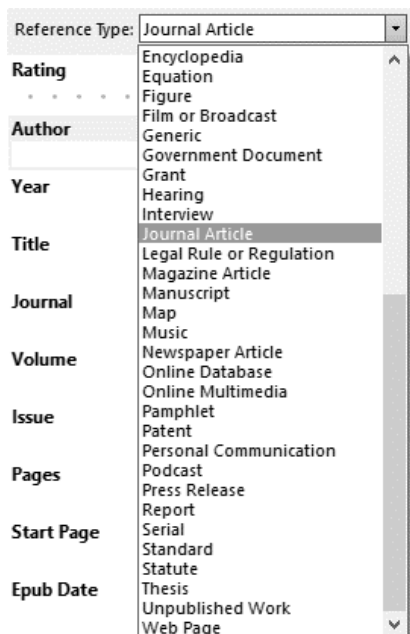 Reference Type: Journal Article
Rating
Author
Year
Title
Journal
Volume
Issue
Pages
Start Page
Epub Date
Encyclopedia
Equation
Figure
Film or Broadcast
Generic
Government Document
Grant
Hearing
Interview
Journal Article
Legal Rule or Regulation
Magazine Article
Manuscript
Map
Music
Newspaper Article
Online Database
Online Multimedia
Pamphlet
Patent
Personal Communication
Podcast
Press Release
Report
Serial
Standard
Statute
Thesis
Unpublished Work
Web Page